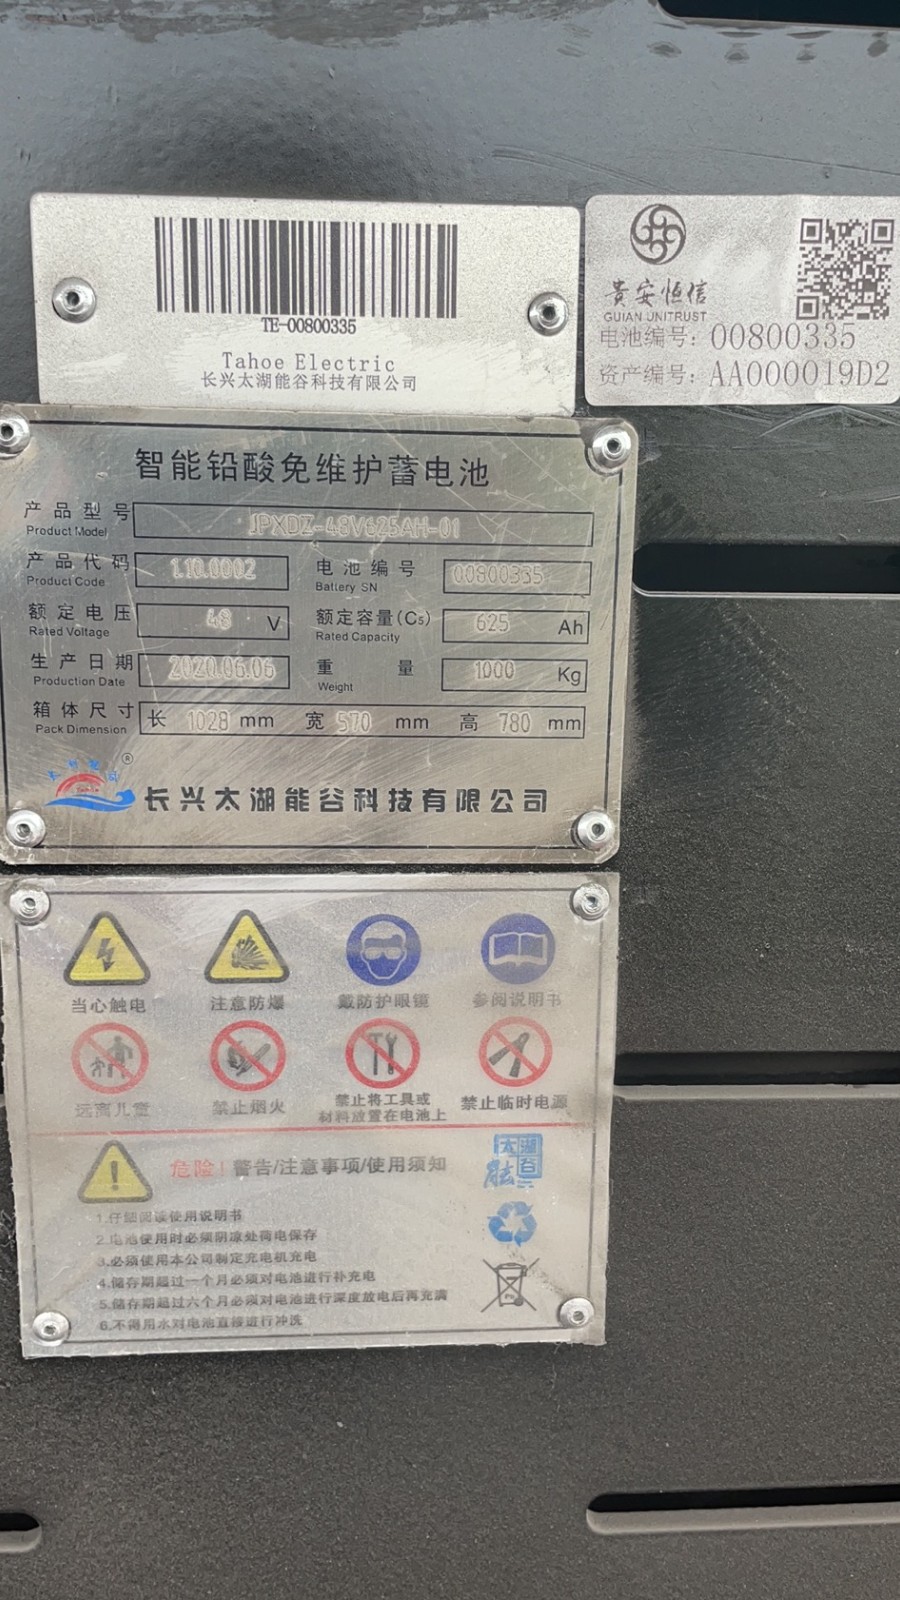 TE-00800335
Tahoe Electric
长兴太湖能谷科技有限公司
贵安恒信
GUIAN UNITRUST
电池编号: 00800335
资产编号: AA000019D2
智能铅酸免维护蓄电池
产品型号 JPXDZ-48V625AH-01
Product Model
产品代码 1.10.0002 电池编号 00800335
Product Code Battery SN
额定电压 48 V 额定容量(C₅) 625 Ah
Rated Voltage Rated Capacity
生产日期 2020.06.06 重量 1000 Kg
Production Date Weight
箱体尺寸 长 1028 mm 宽 570 mm 高 780 mm
Pack Dimension
® 长兴太湖能谷科技有限公司
当心触电 注意防爆 戴防护眼镜 参阅说明书
远离儿童 禁止烟火 禁止将工具或 禁止临时电源
材料放置在电池上
危险! 警告/注意事项/使用须知
太湖
谷
1.仔细阅读使用说明书
2.电池使用时必须阴凉处荷电保存
3.必须使用本公司制定充电机充电
4.储存期超过一个月必须对电池进行补充电
5.储存期超过六个月必须对电池进行深度放电后再充满
6.不得用水对电池直接进行冲洗